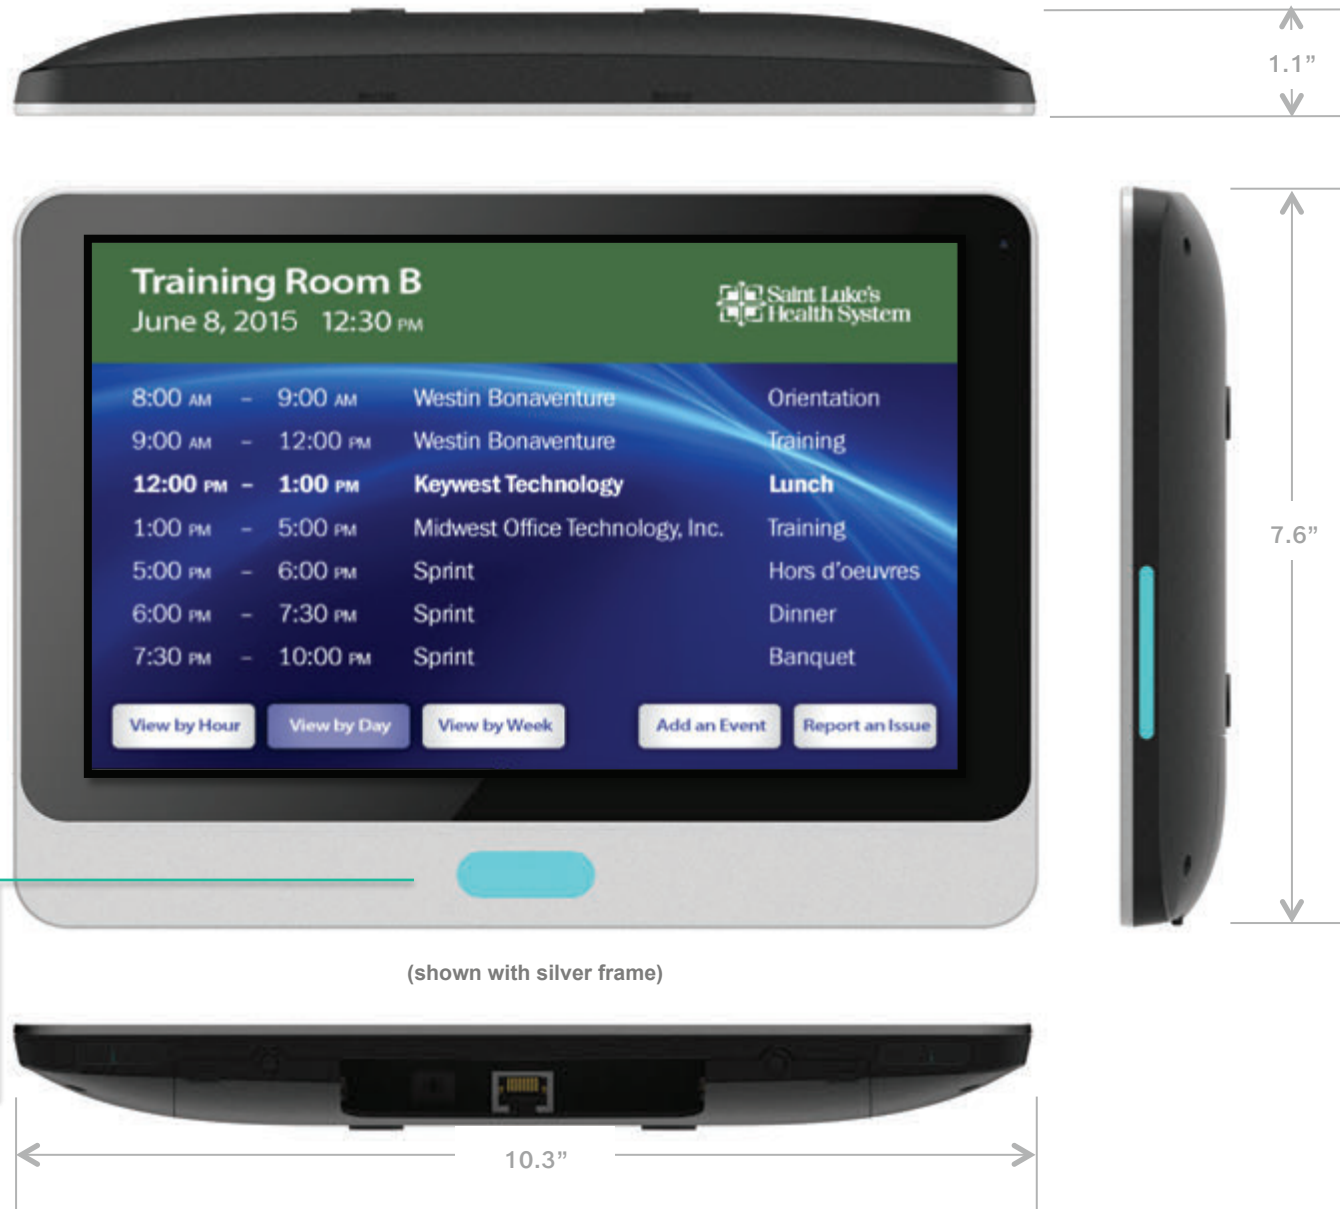 1.1”
Training Room B
June 8, 2015 12:30 PM
Saint Luke's
Health System
8:00 AM – 9:00 AM Westin Bonaventure Orientation
9:00 AM – 12:00 PM Westin Bonaventure Training
12:00 PM – 1:00 PM Keywest Technology Lunch
1:00 PM – 5:00 PM Midwest Office Technology, Inc. Training
5:00 PM – 6:00 PM Sprint Hors d'oeuvres
6:00 PM – 7:30 PM Sprint Dinner
7:30 PM – 10:00 PM Sprint Banquet
View by Hour View by Day View by Week Add an Event Report an Issue
7.6”
(shown with silver frame)
10.3”